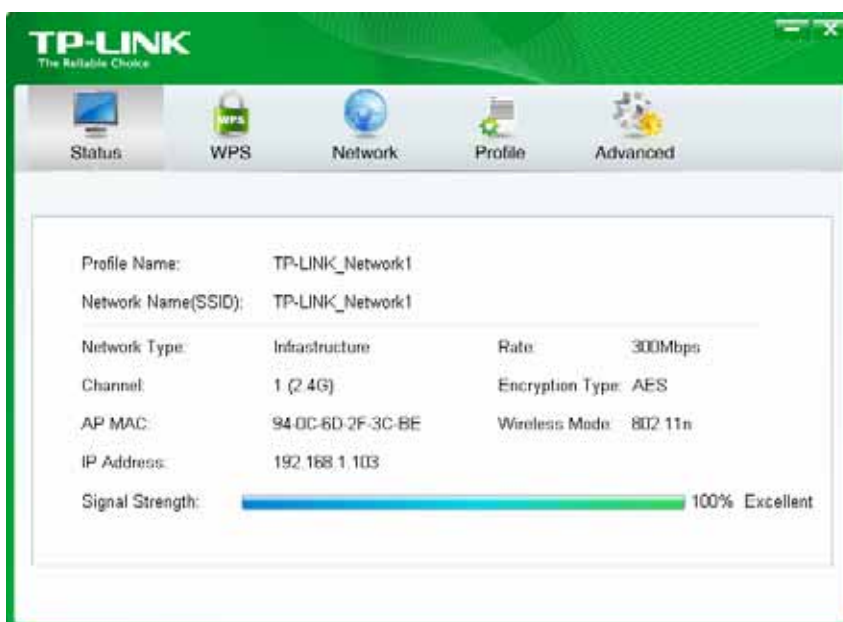 TP-LINK
The Reliable Choice
WPS
Status WPS Network Profile Advanced
Profile Name: TP-LINK_Network1
Network Name(SSID): TP-LINK_Network1
Network Type: Infrastructure Rate: 300Mbps
Channel: 1 (2.4G) Encryption Type: AES
AP MAC: 94-0C-6D-2F-3C-BE Wireless Mode: 802.11n
IP Address: 192.168.1.103
Signal Strength: 100% Excellent